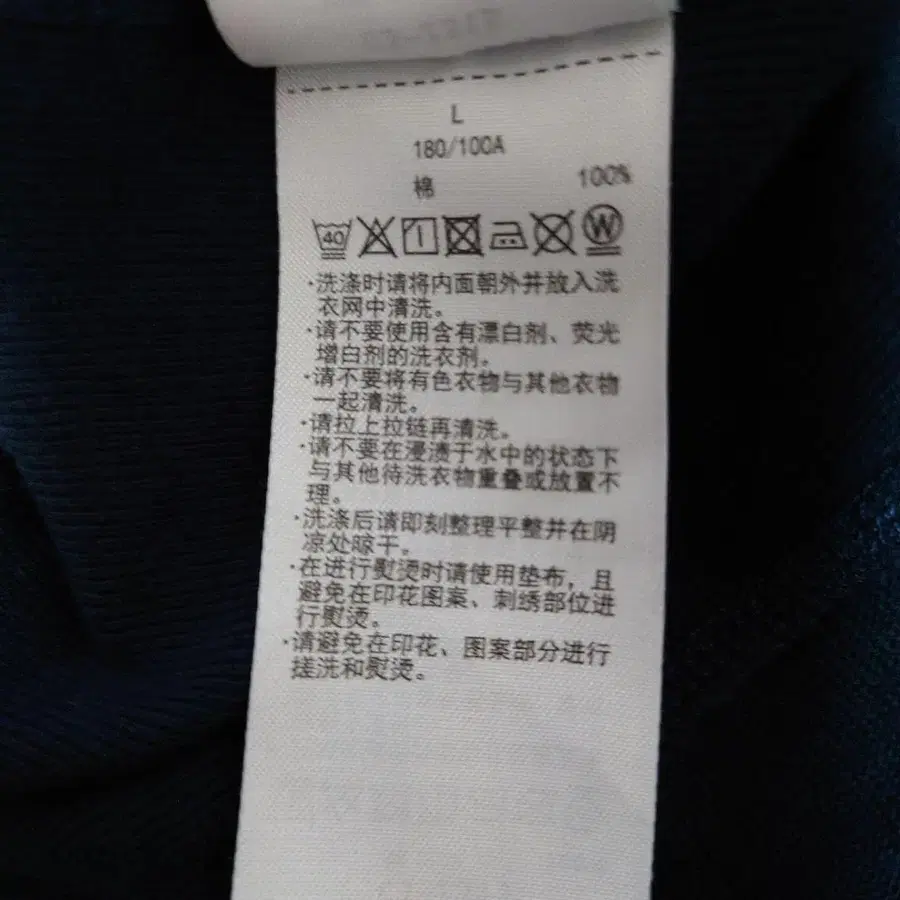 L
180/100A
棉 100%
40 W
·洗涤时请将内面朝外并放入洗
衣网中清洗。
·请不要使用含有漂白剂、荧光
增白剂的洗衣剂。
·请不要将有色衣物与其他衣物
一起清洗。
·请拉上拉链再清洗。
·请不要在浸渍于水中的状态下
与其他待洗衣物重叠或放置不
理。
·洗涤后请即刻整理平整并在阴
凉处晾干。
·在进行熨烫时请使用垫布，且
避免在印花图案、刺绣部位进
行熨烫。
·请避免在印花、图案部分进行
搓洗和熨烫。